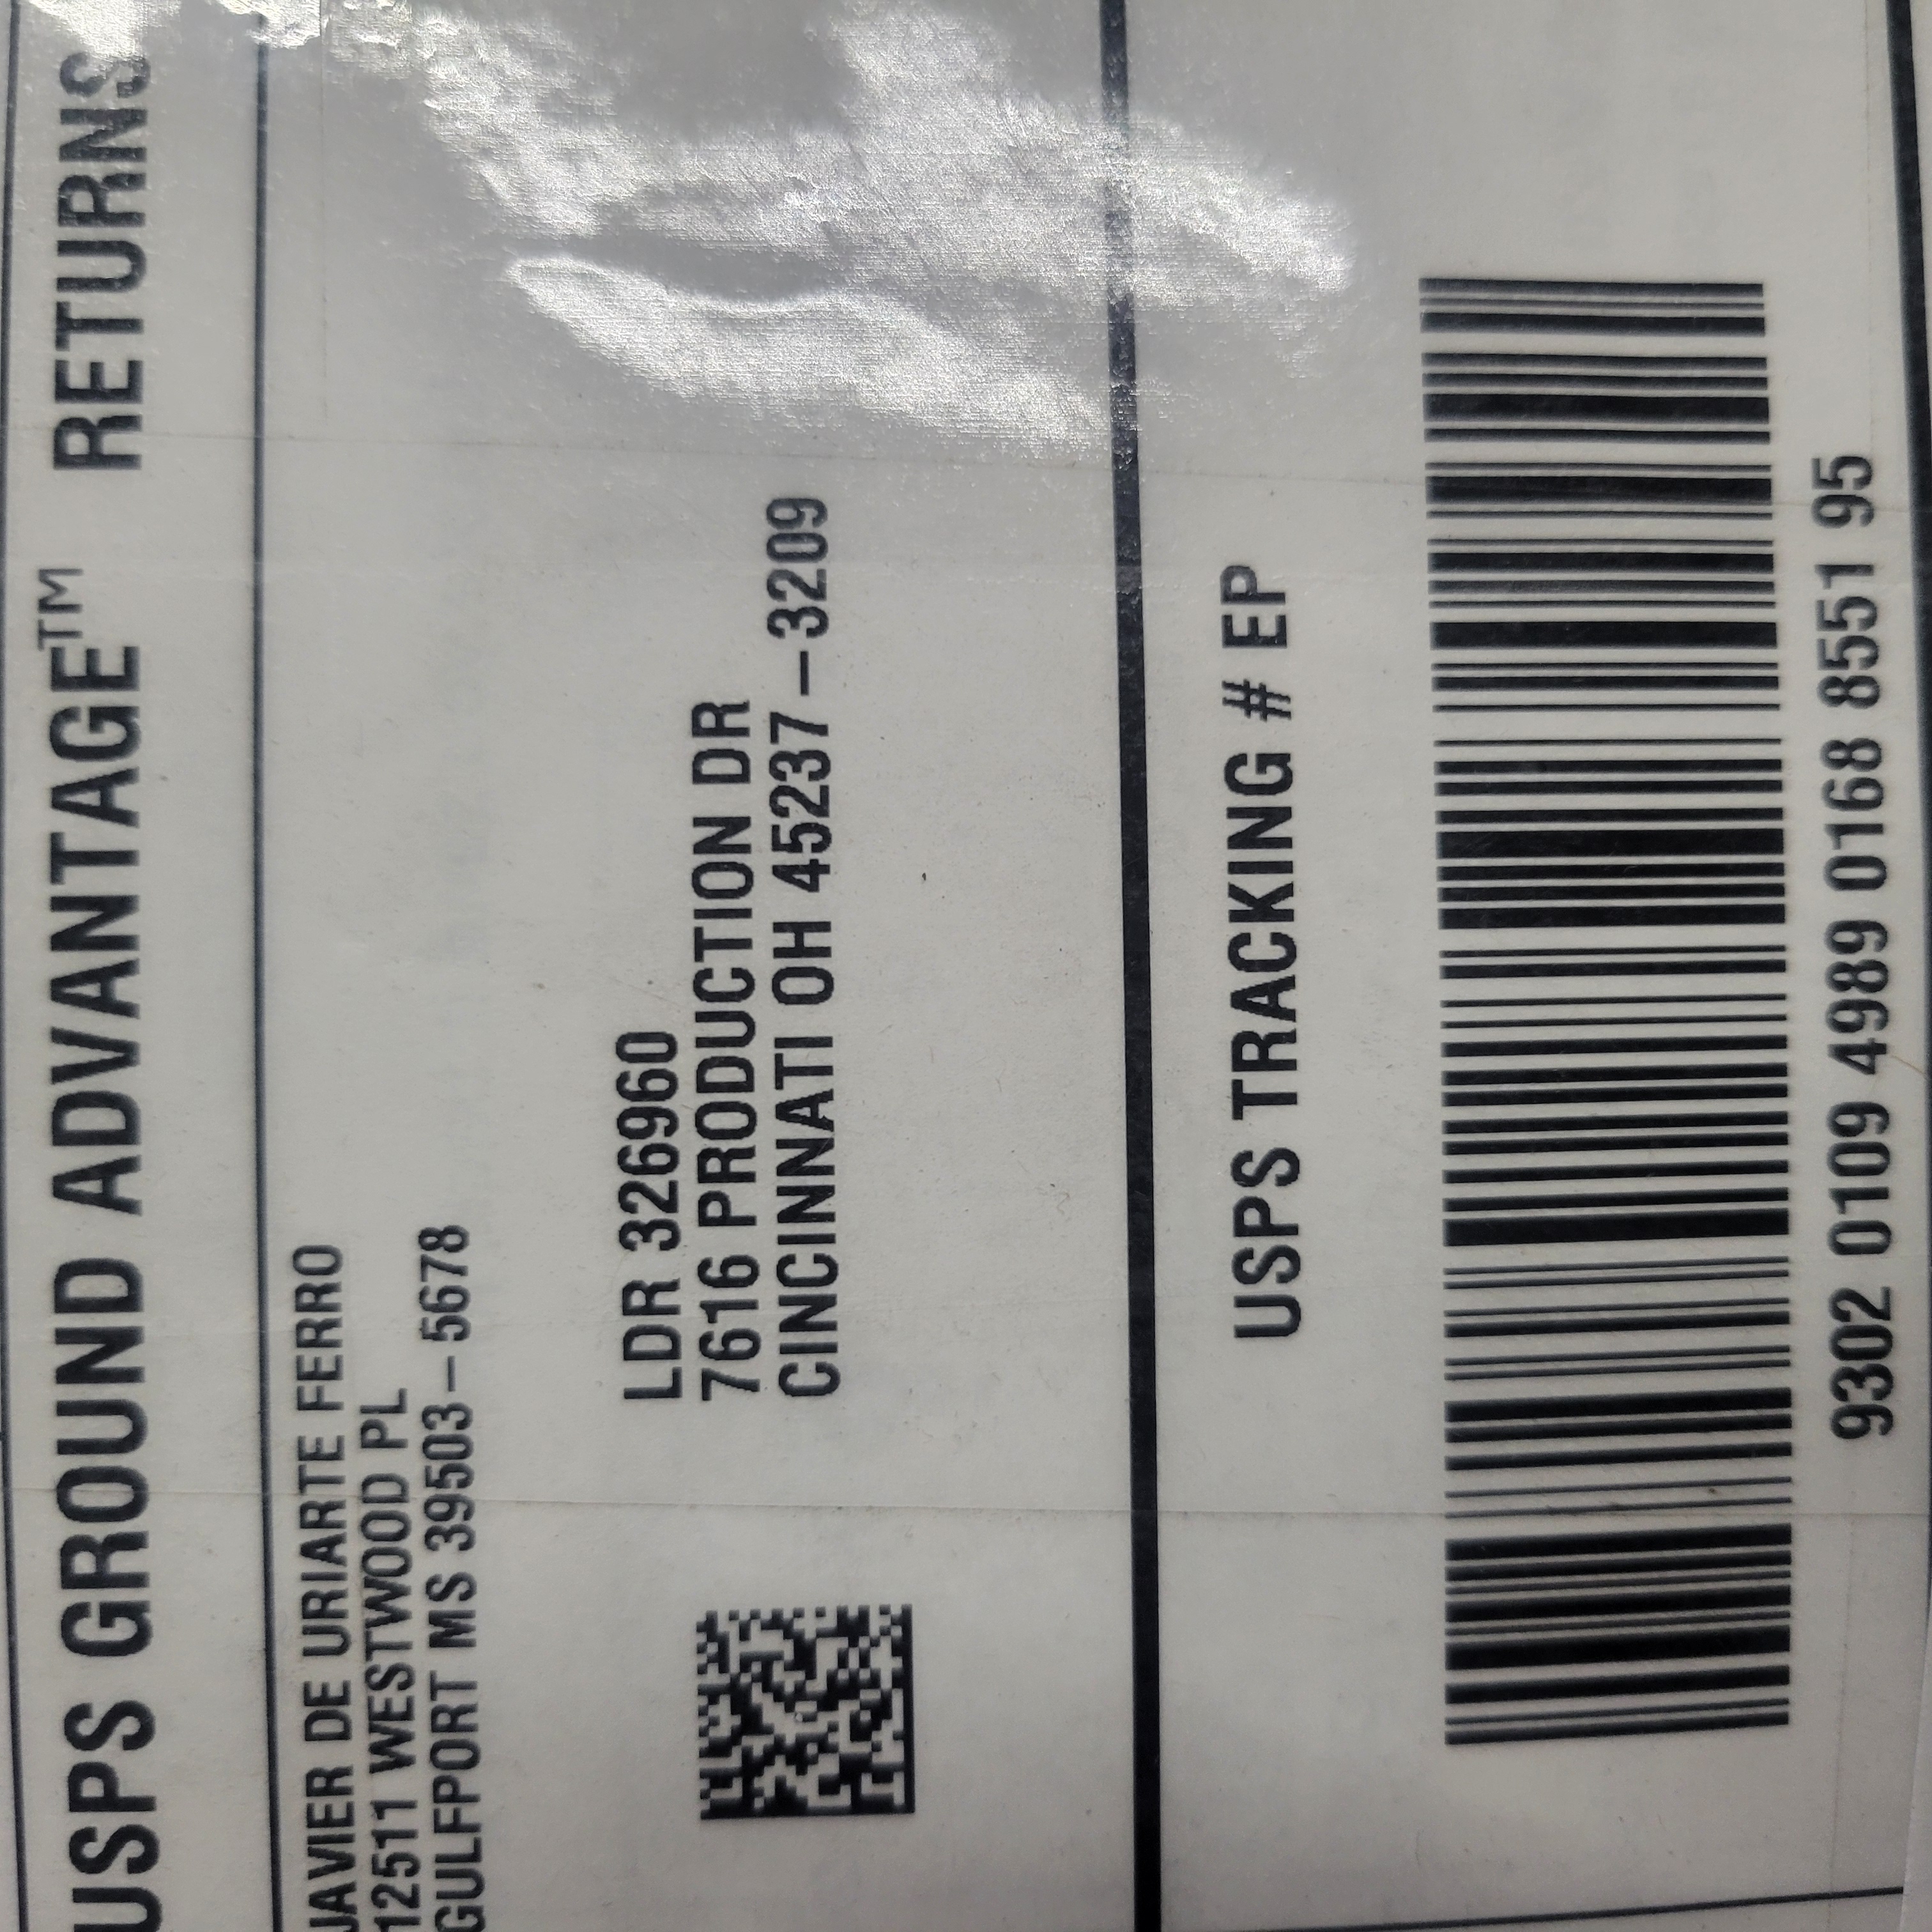 USPS GROUND ADVANTAGE™ RETURNS
JAVIER DE URIARTE FERRO
12511 WESTWOOD PL
GULFPORT MS 39503-5678
LDR 326960
7616 PRODUCTION DR
CINCINNATI OH 45237-3209
USPS TRACKING # EP
9302 0109 4989 0168 8551 95